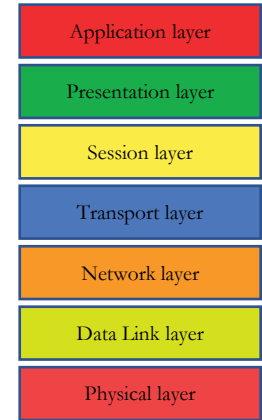 Application layer
Presentation layer
Session layer
Transport layer
Network layer
Data Link layer
Physical layer